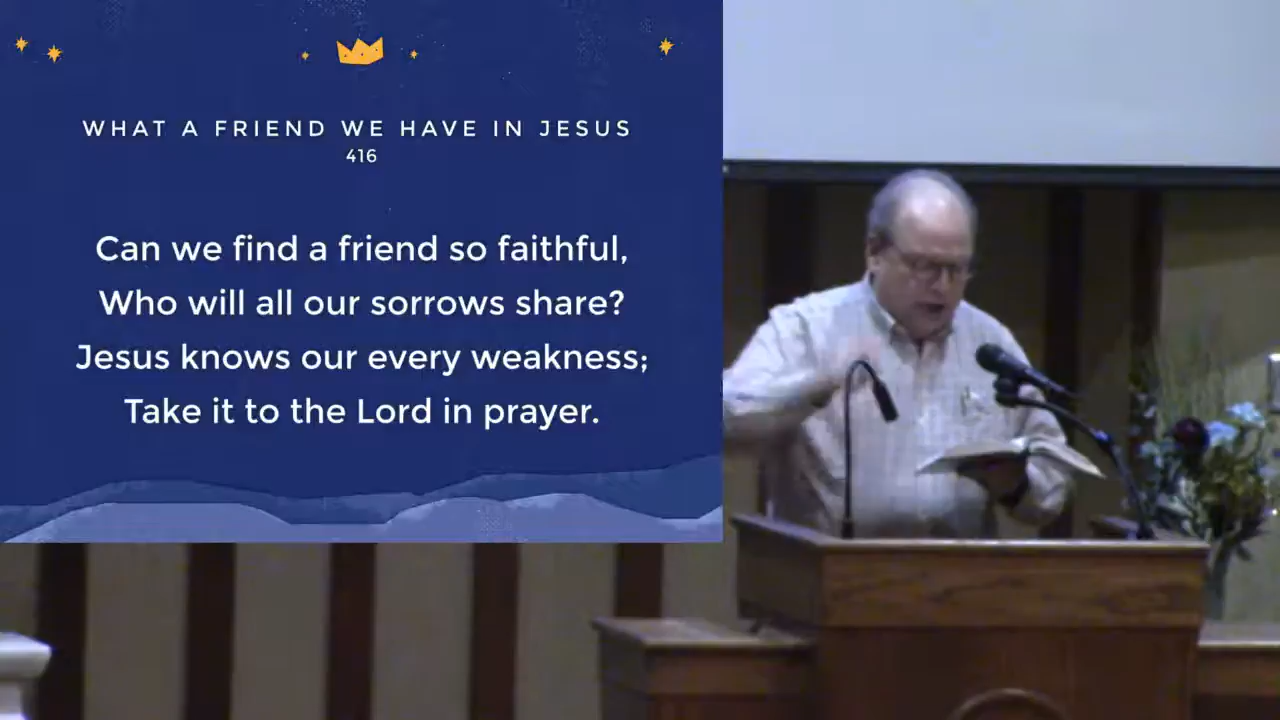 WHAT A FRIEND WE HAVE IN JESUS
416
Can we find a friend so faithful,
Who will all our sorrows share?
Jesus knows our every weakness;
Take it to the Lord in prayer.